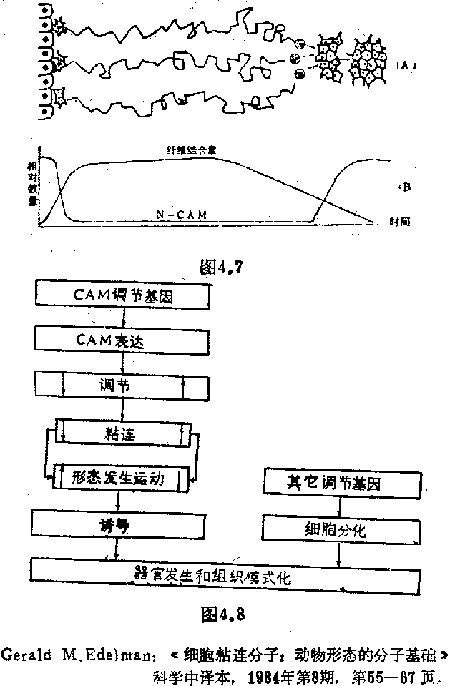 (A)
纤维结合量
相对数量
(B
N-CAM
时间
图4.7
CAM调节基因
CAM表达
调节
粘连
形态发生运动
其它调节基因
诱导
细胞分化
器官发生和组织模式化
图4.8
Gerald M.Edelman:《细胞粘连分子:动物形态的分子基础》
科学中译本,1984年第8期,第55—67页.